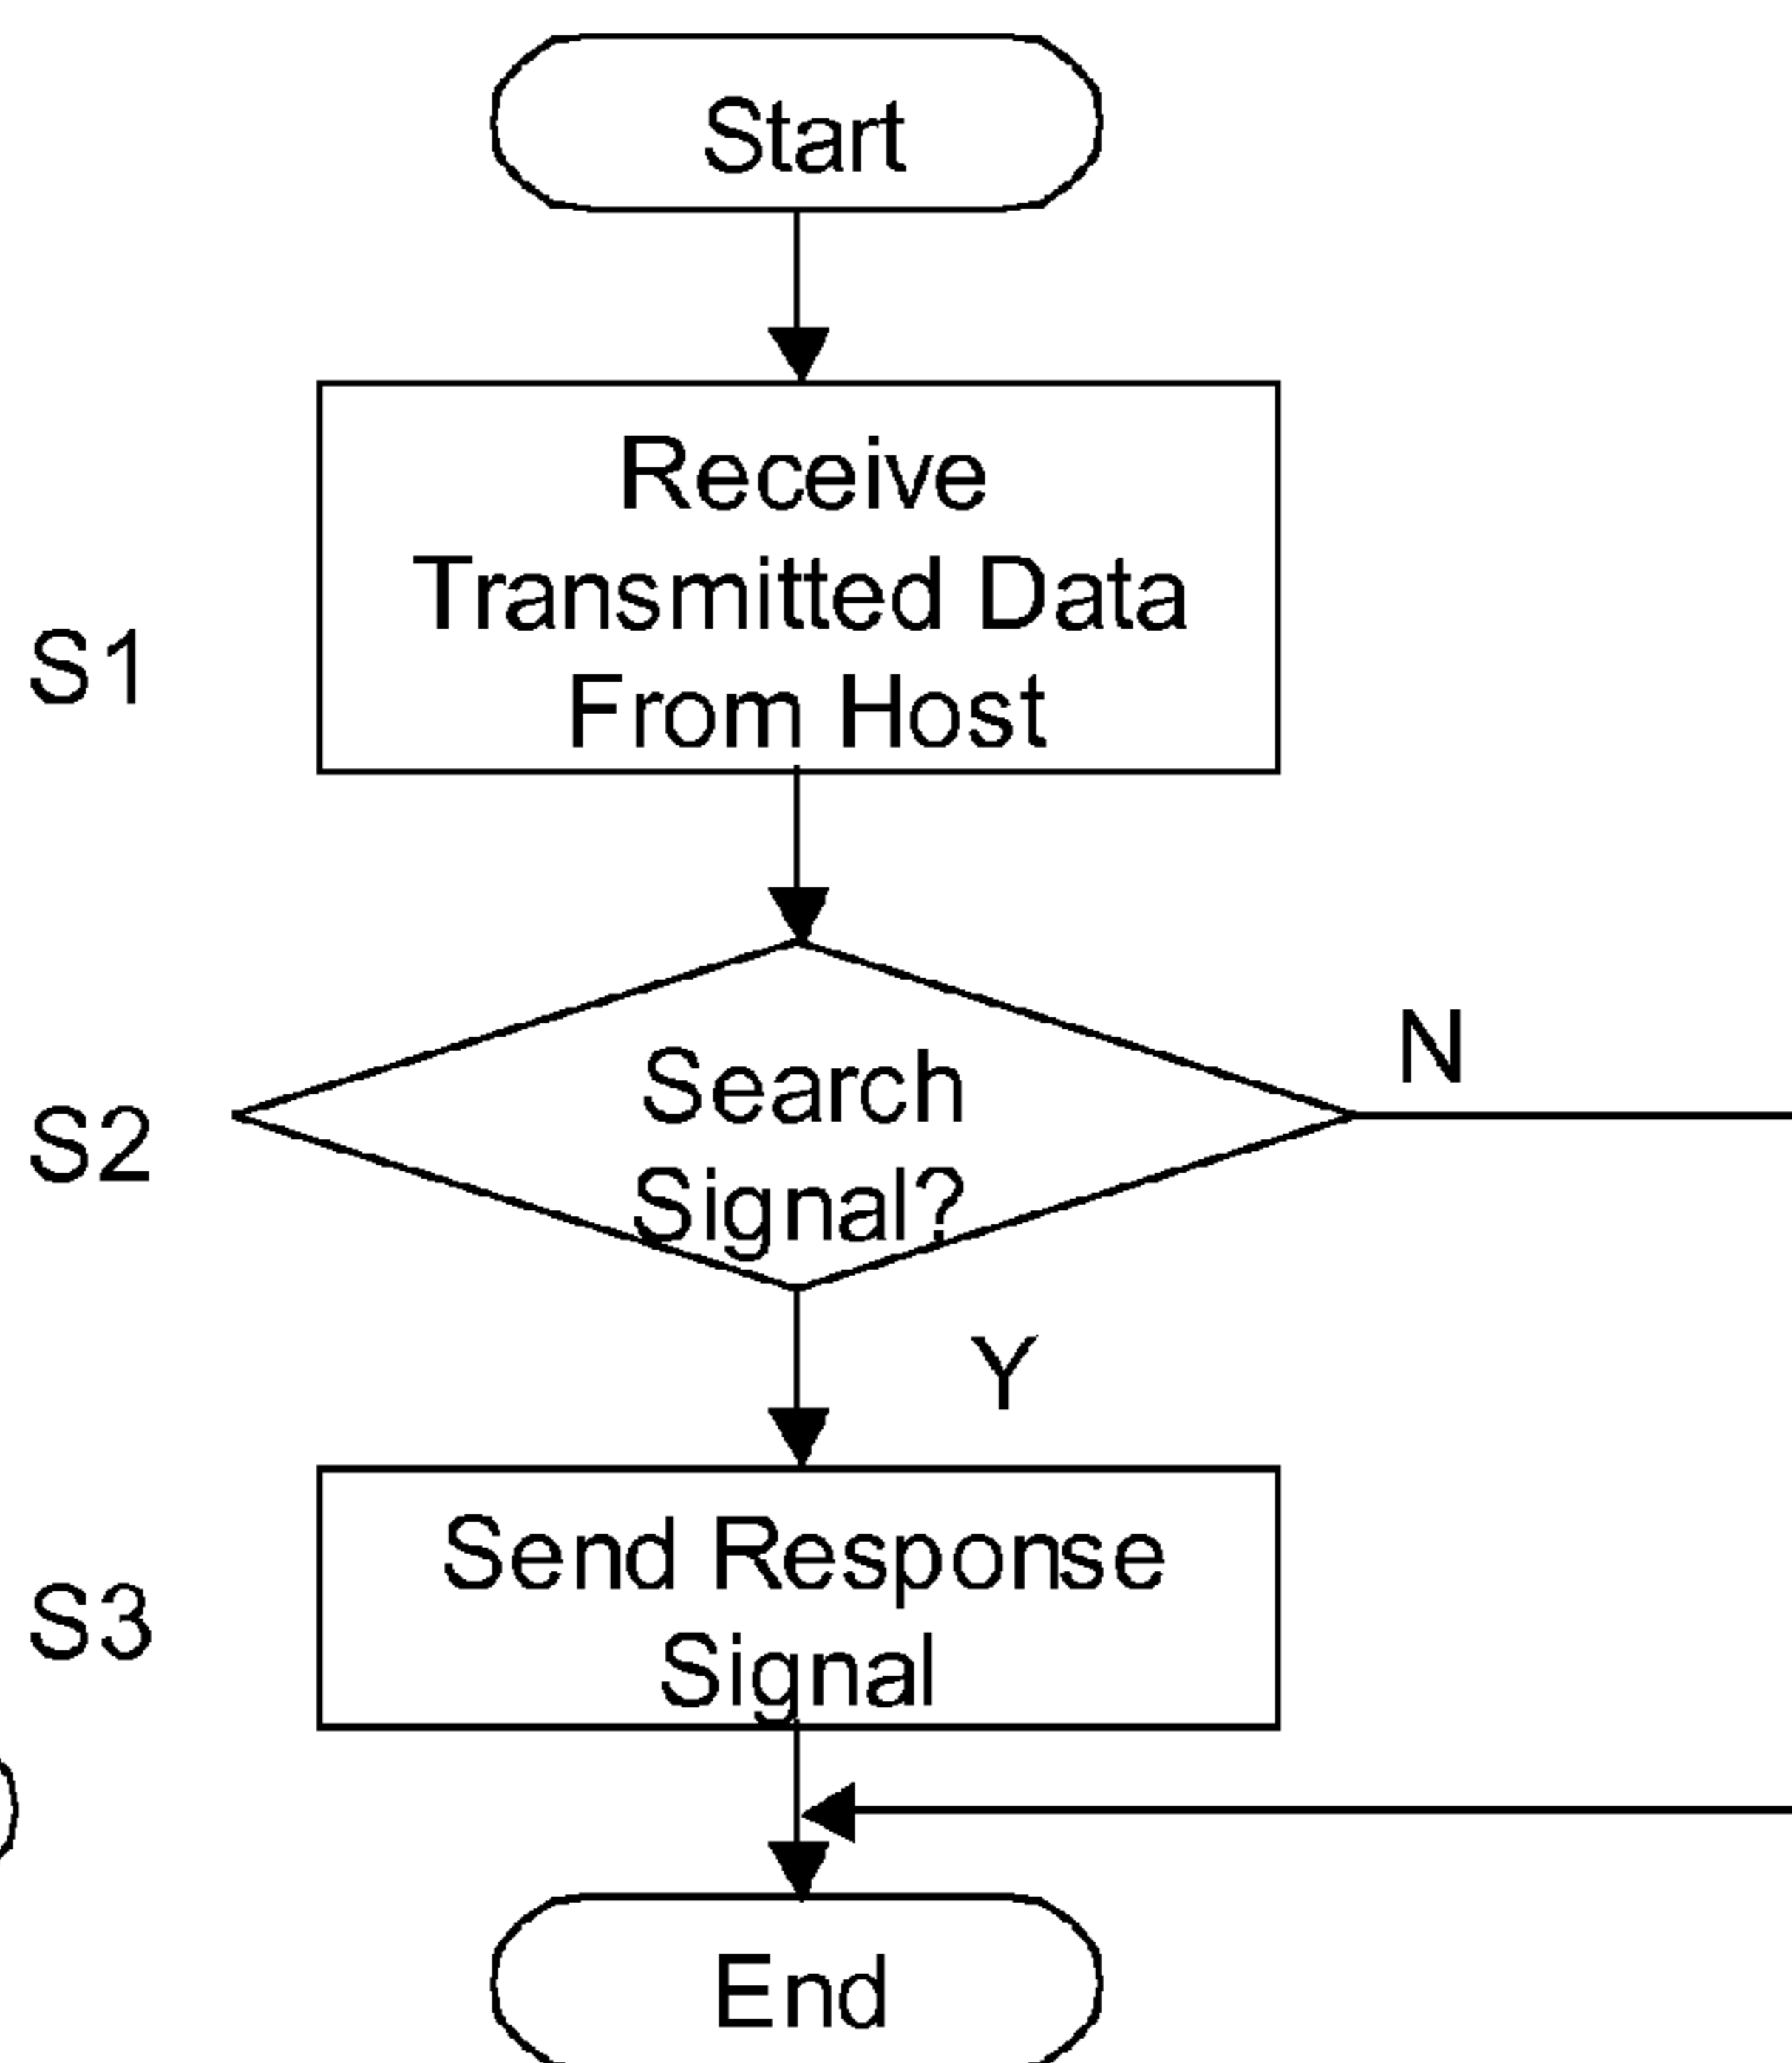 Start
Receive
Transmitted Data
From Host
S1
Search
Signal?
N
S2
Y
Send Response
Signal
S3
End